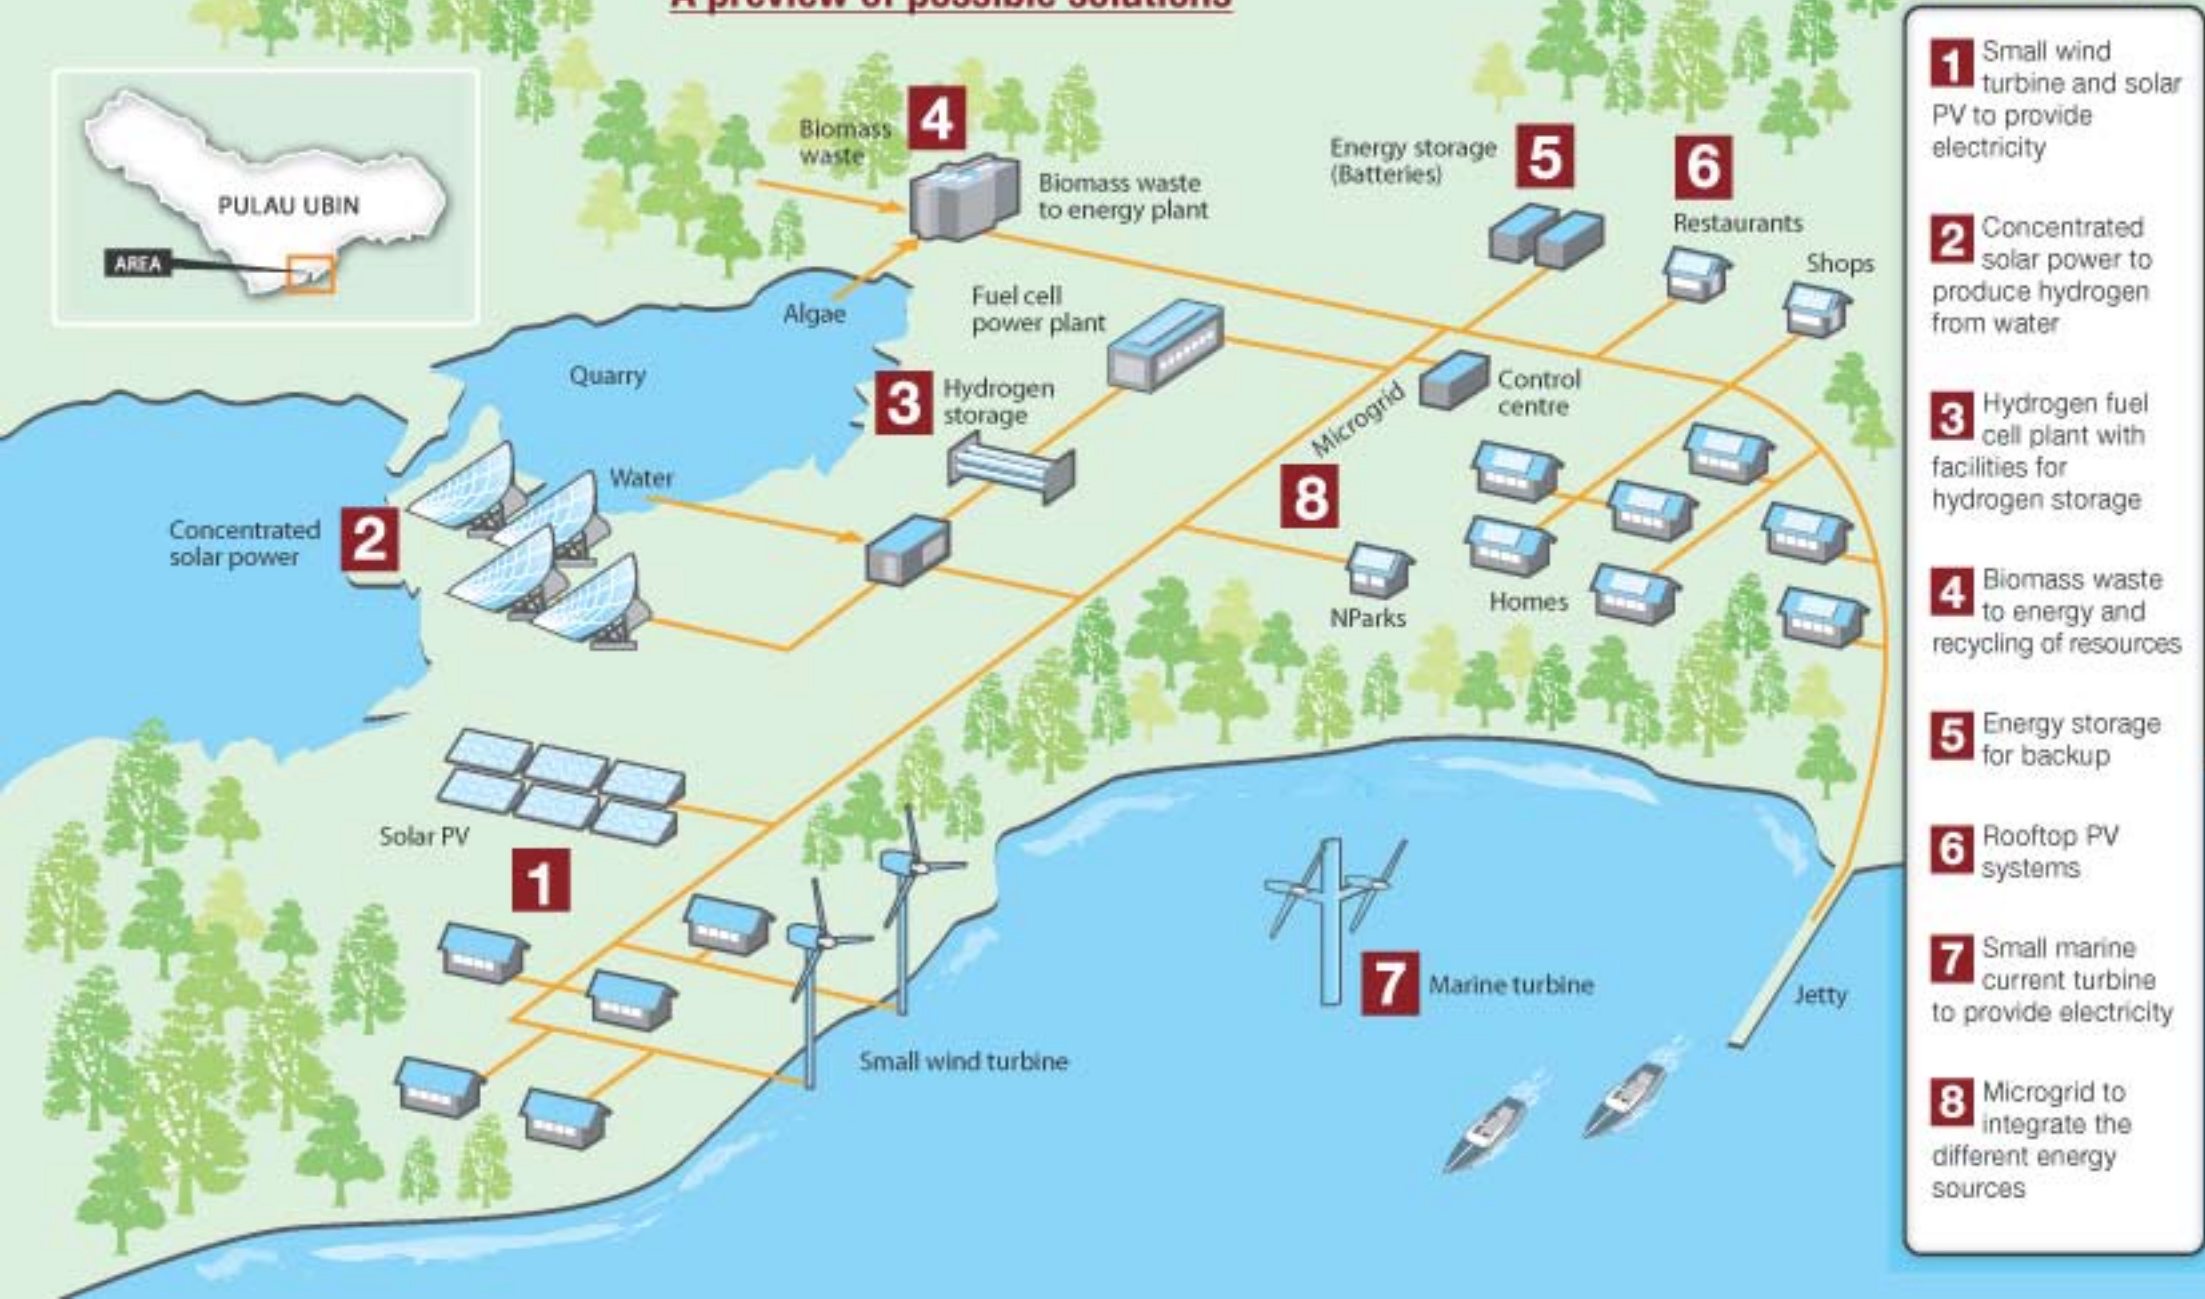 A preview of possible solutions
PULAU UBIN
AREA
Biomass
waste
4
Biomass waste
to energy plant
Energy storage
(Batteries)
5
6
Restaurants
Shops
Algae
Fuel cell
power plant
Quarry
3
Hydrogen
storage
Microgrid
Control
centre
Water
8
Concentrated
solar power
2
NParks
Homes
Solar PV
1
7
Marine turbine
Jetty
Small wind turbine
1 Small wind
turbine and solar
PV to provide
electricity
2 Concentrated
solar power to
produce hydrogen
from water
3 Hydrogen fuel
cell plant with
facilities for
hydrogen storage
4 Biomass waste
to energy and
recycling of resources
5 Energy storage
for backup
6 Rooftop PV
systems
7 Small marine
current turbine
to provide electricity
8 Microgrid to
integrate the
different energy
sources